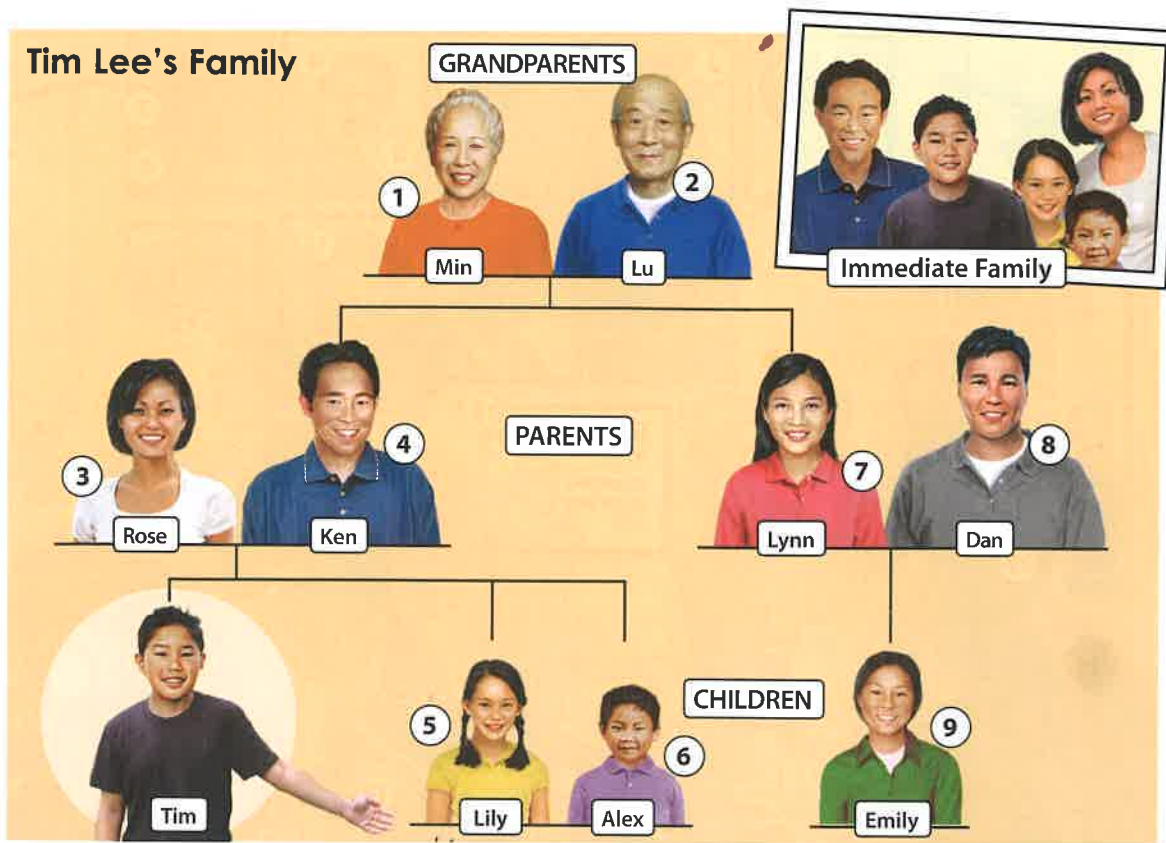 Tim Lee's Family
GRANDPARENTS
1
2
Min
Lu
Immediate Family
3
4
PARENTS
7
8
Rose
Ken
Lynn
Dan
5
6
CHILDREN
9
Tim
Lily
Alex
Emily